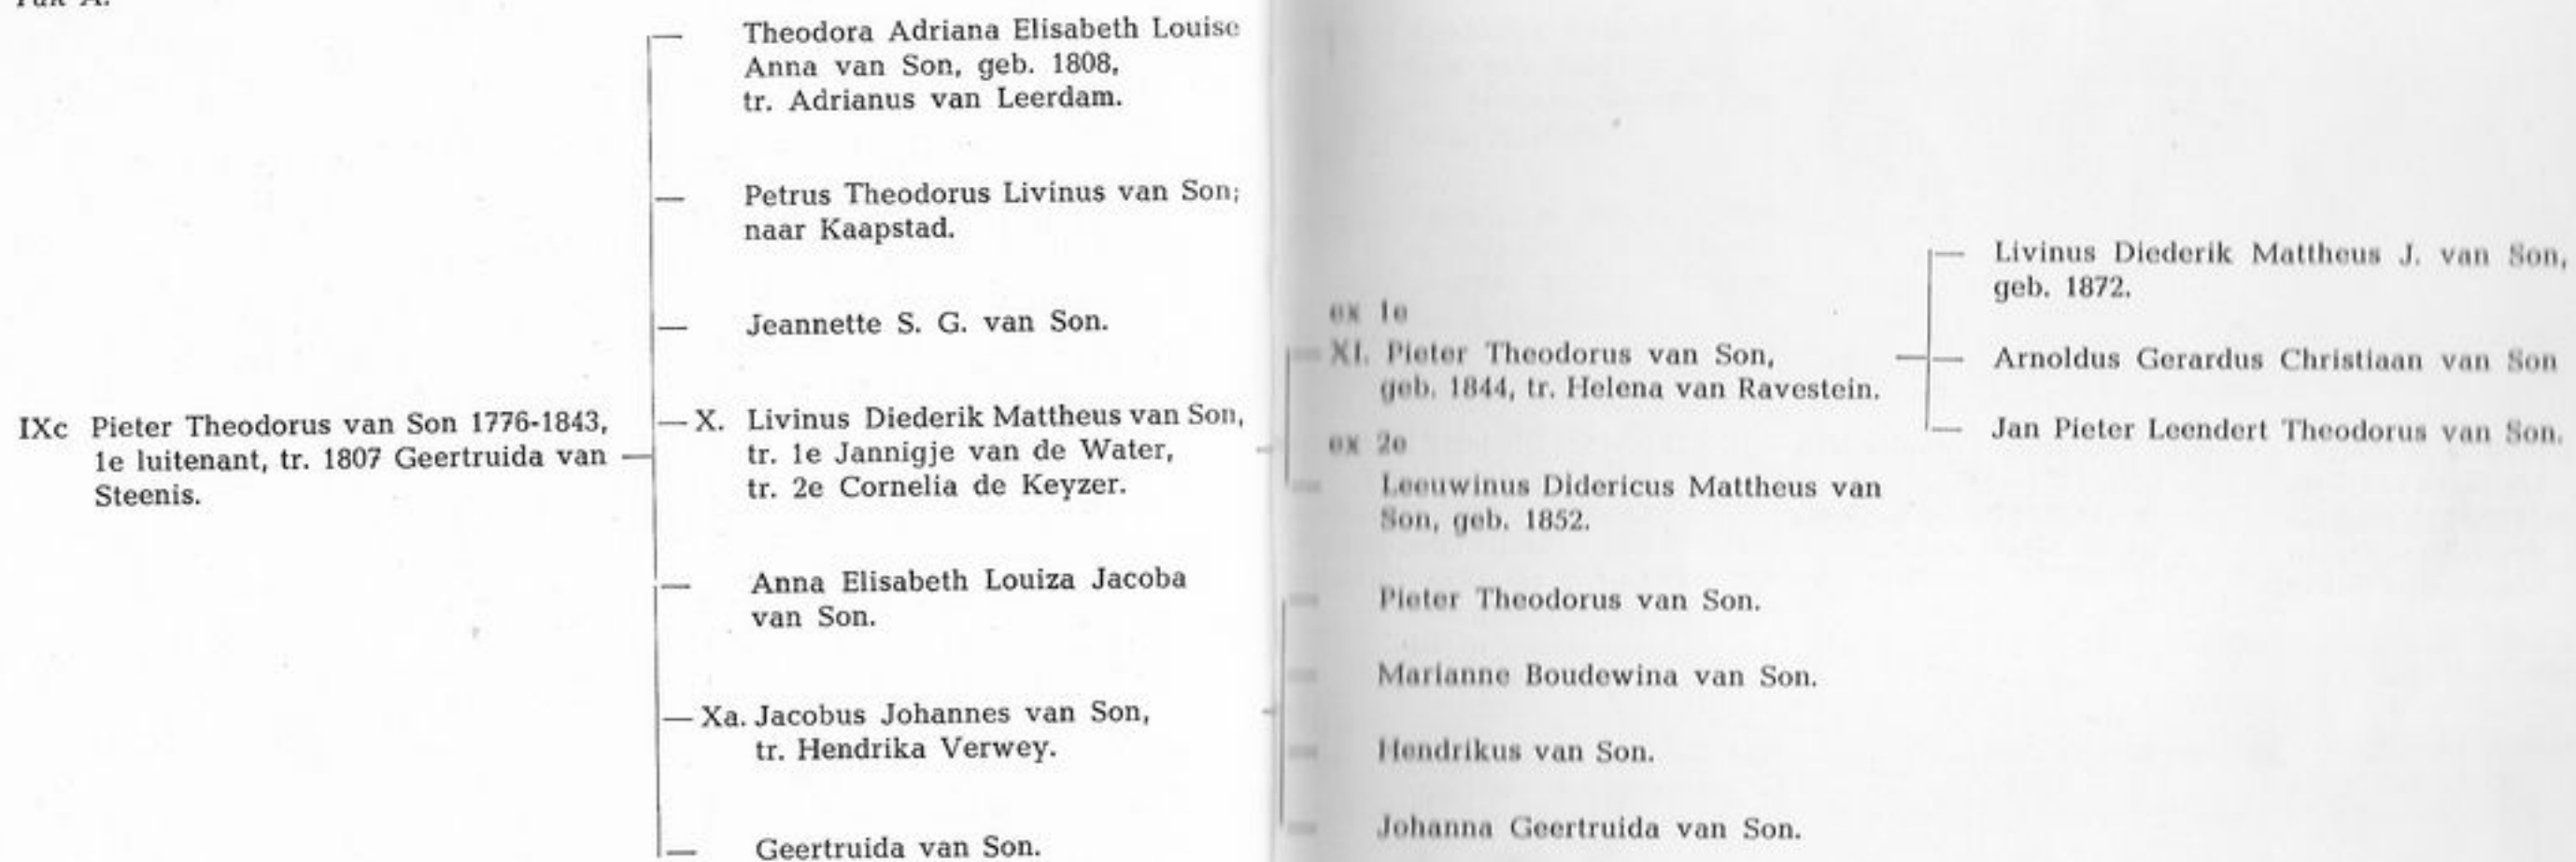 Theodora Adriana Elisabeth Louise
Anna van Son, geb. 1808,
tr. Adrianus van Leerdam.
Petrus Theodorus Livinus van Son;
naar Kaapstad.
Jeannette S. G. van Son.
IXc Pieter Theodorus van Son 1776-1843,
1e luitenant, tr. 1807 Geertruida van
Steenis.
X. Livinus Diederik Mattheus van Son,
tr. 1e Jannigje van de Water,
tr. 2e Cornelia de Keyzer.
Anna Elisabeth Louiza Jacoba
van Son.
Xa. Jacobus Johannes van Son,
tr. Hendrika Verwey.
Geertruida van Son.
ex 1e
XI. Pieter Theodorus van Son,
geb. 1844, tr. Helena van Ravestein.
ex 2e
Leeuwinus Didericus Mattheus van
Son, geb. 1852.
Pieter Theodorus van Son.
Marianne Boudewina van Son.
Hendrikus van Son.
Johanna Geertruida van Son.
Livinus Diederik Mattheus J. van Son,
geb. 1872.
Arnoldus Gerardus Christiaan van Son
Jan Pieter Leendert Theodorus van Son.